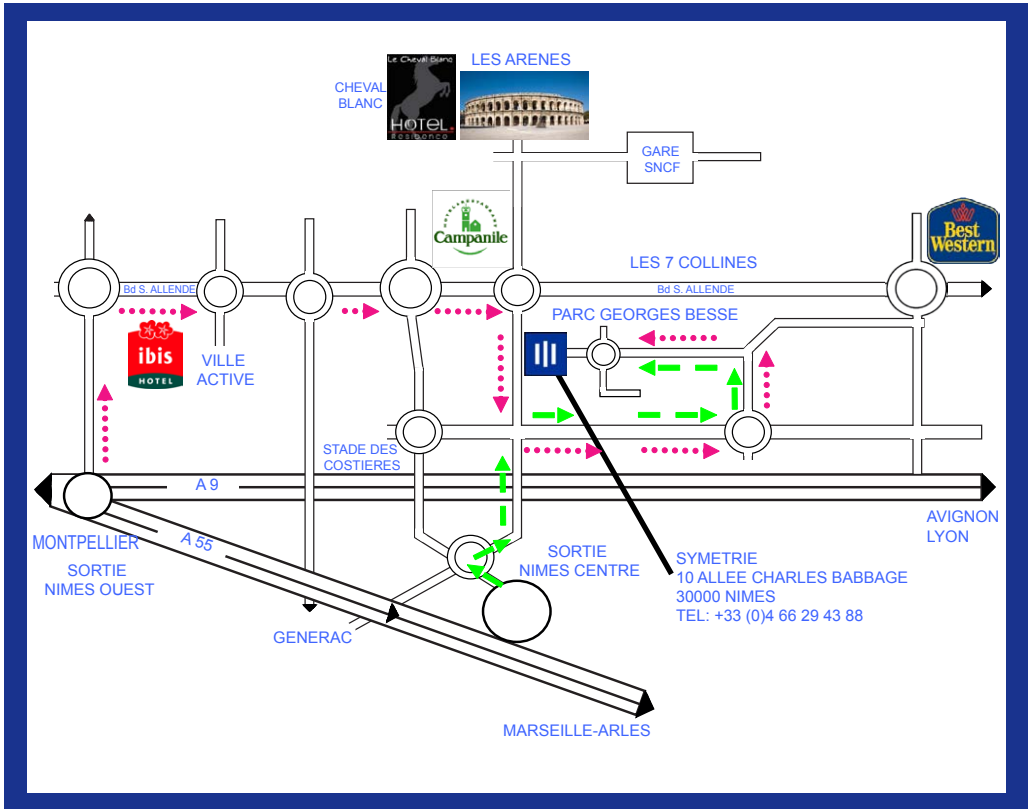 Le Cheval Blanc
HOTEL
Résidence
CHEVAL
BLANC
LES ARENES
GARE
SNCF
Campanile
Best
Western
LES 7 COLLINES
Bd S. ALLENDE
Bd S. ALLENDE
PARC GEORGES BESSE
ibis
HOTEL
VILLE
ACTIVE
STADE DES
COSTIERES
A 9
A 55
MONTPELLIER
SORTIE
NIMES OUEST
AVIGNON
LYON
SORTIE
NIMES CENTRE
SYMETRIE
10 ALLEE CHARLES BABBAGE
30000 NIMES
TEL: +33 (0)4 66 29 43 88
GENERAC
MARSEILLE-ARLES